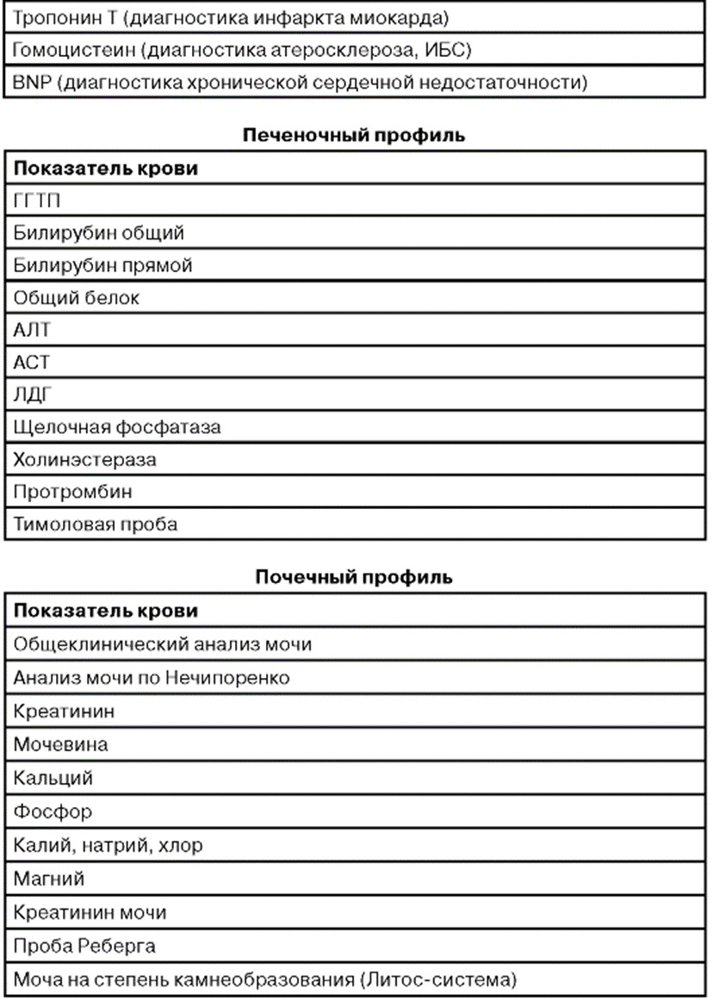 Тропонин Т (диагностика инфаркта миокарда)
Гомоцистеин (диагностика атеросклероза, ИБС)
BNP (диагностика хронической сердечной недостаточности)
Печеночный профиль
Показатель крови
ГГТП
Билирубин общий
Билирубин прямой
Общий белок
АЛТ
АСТ
ЛДГ
Щелочная фосфатаза
Холинэстераза
Протромбин
Тимоловая проба
Почечный профиль
Показатель крови
Общеклинический анализ мочи
Анализ мочи по Нечипоренко
Креатинин
Мочевина
Кальций
Фосфор
Калий, натрий, хлор
Магний
Креатинин мочи
Проба Реберга
Моча на степень камнеобразования (Литос-система)